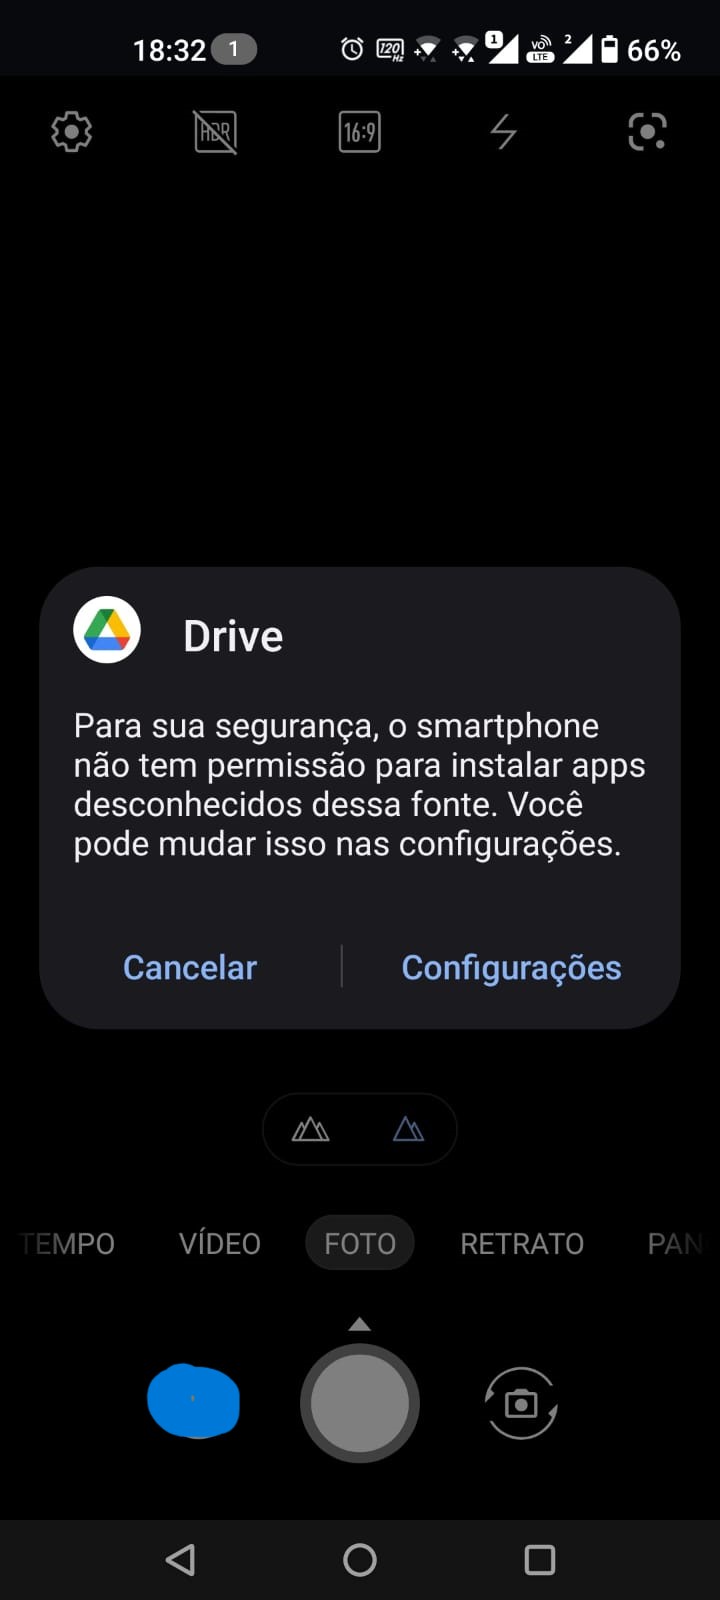 18:32 1 120 Hz 1 VO LTE 2 66%
HDR 16:9
Drive
Para sua segurança, o smartphone
não tem permissão para instalar apps
desconhecidos dessa fonte. Você
pode mudar isso nas configurações.
Cancelar Configurações
TEMPO VÍDEO FOTO RETRATO PAN